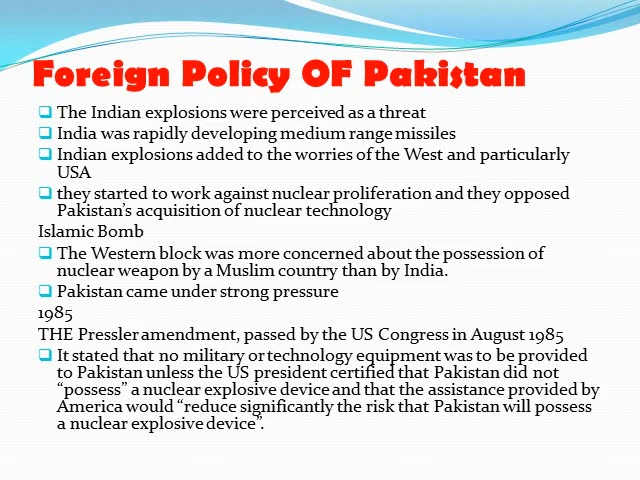 Foreign Policy OF Pakistan
The Indian explosions were perceived as a threat
India was rapidly developing medium range missiles
Indian explosions added to the worries of the West and particularly
USA
they started to work against nuclear proliferation and they opposed
Pakistan's acquisition of nuclear technology
Islamic Bomb
The Western block was more concerned about the possession of
nuclear weapon by a Muslim country than by India.
Pakistan came under strong pressure
1985
THE Pressler amendment, passed by the US Congress in August 1985
It stated that no military or technology equipment was to be provided
to Pakistan unless the US president certified that Pakistan did not
“possess” a nuclear explosive device and that the assistance provided by
America would “reduce significantly the risk that Pakistan will possess
a nuclear explosive device”.